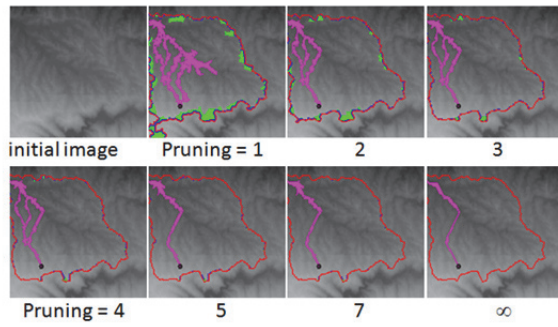 initial image Pruning = 1 2 3
Pruning = 4 5 7 ∞